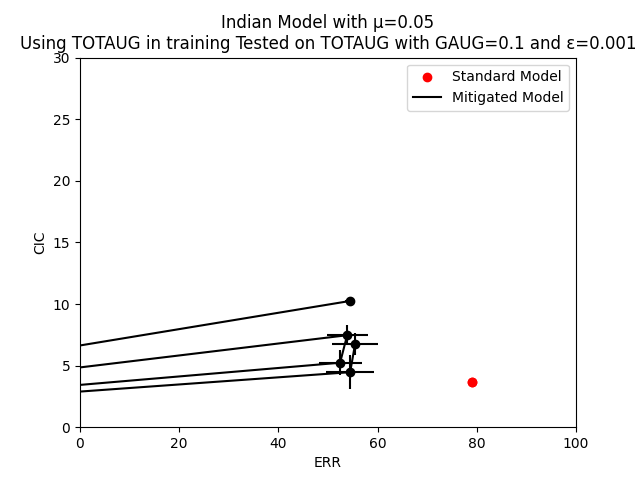 Indian Model with μ=0.05
Using TOTAUG in training Tested on TOTAUG with GAUG=0.1 and ε=0.001
Standard Model
Mitigated Model
30
25
20
15
10
5
0
CIC
0 20 40 60 80 100
ERR